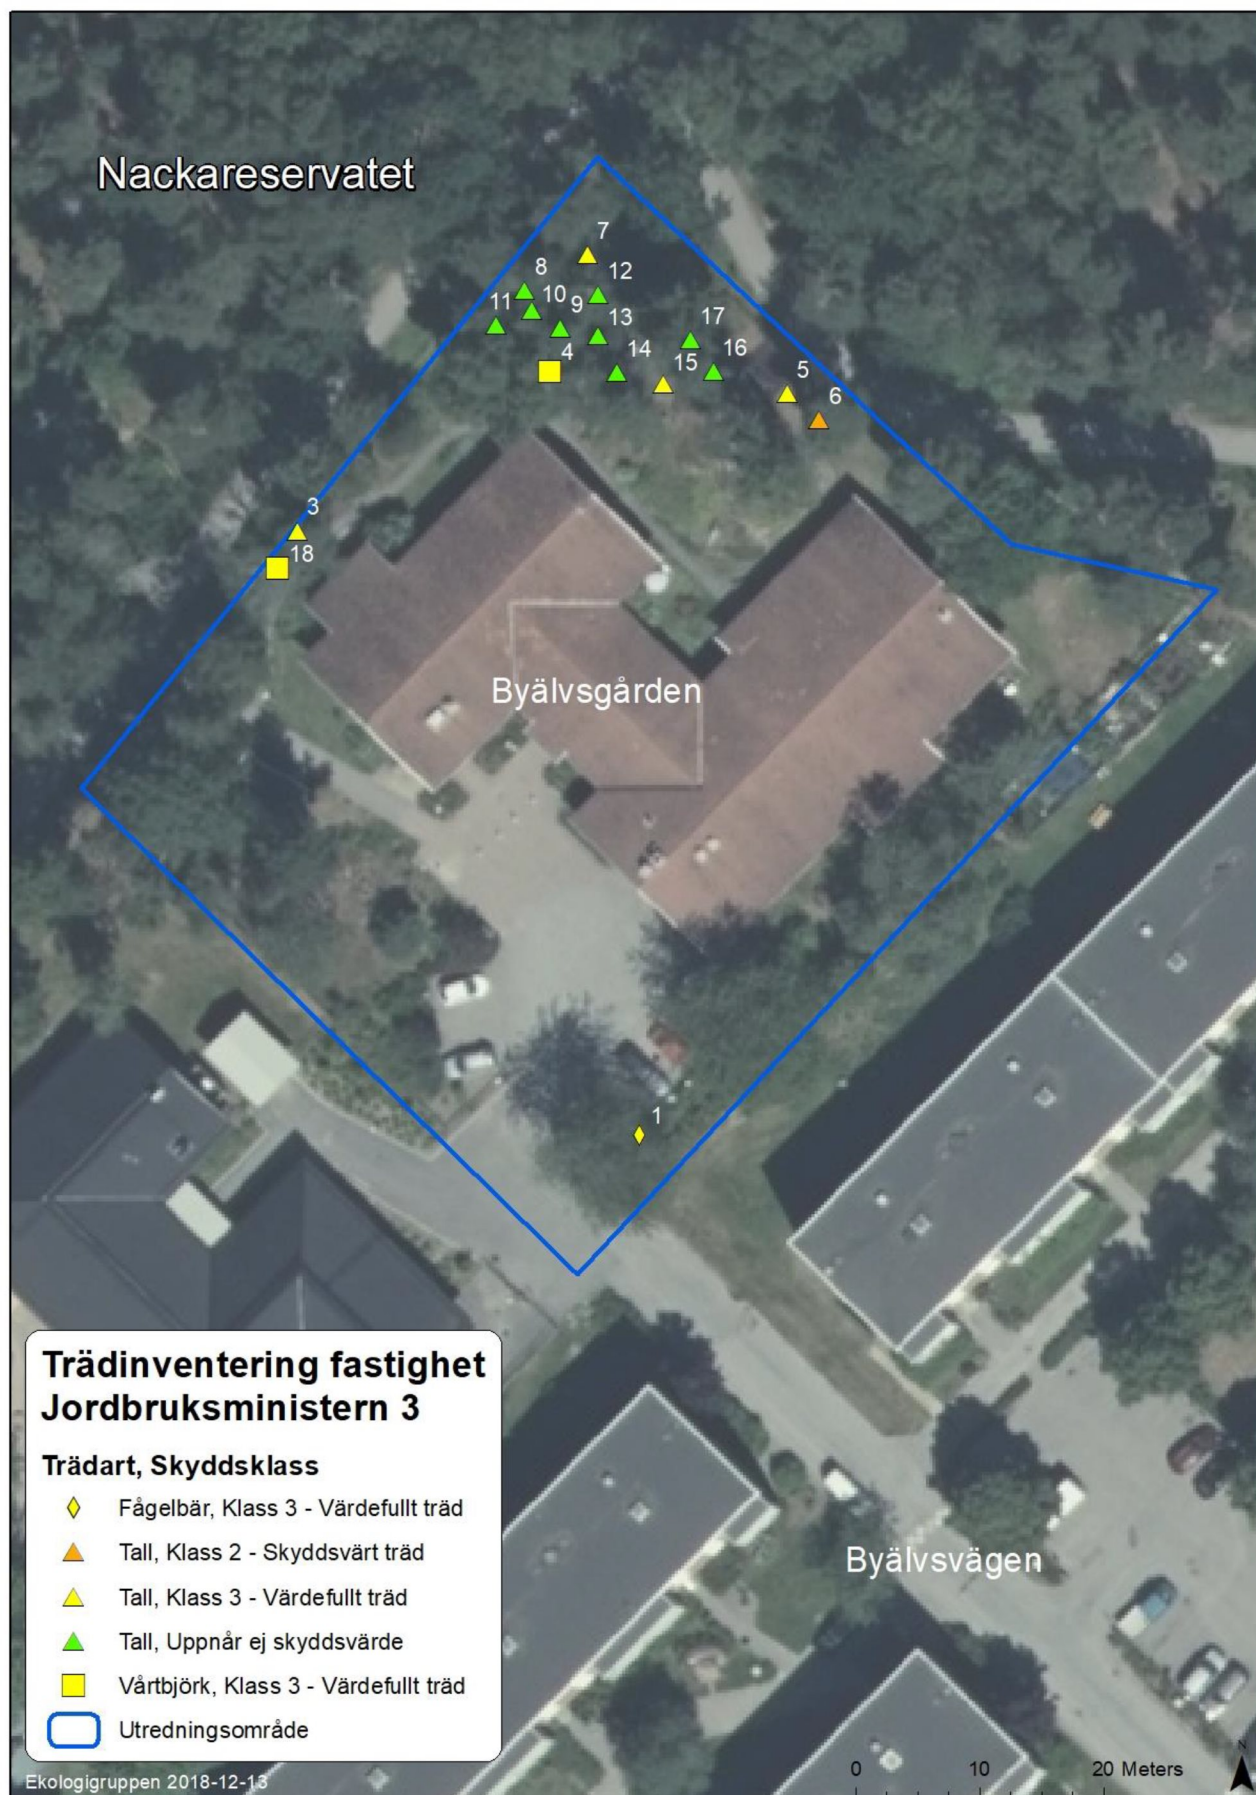 Nackareservatet
7
8
12
10
9
11
13
17
4
14
15
16
5
6
3
18
Byälvsgården
1
Trädinventering fastighet
Jordbruksministern 3
Trädart, Skyddsklass
Fågelbär, Klass 3 - Värdefullt träd
Tall, Klass 2 - Skyddsvärt träd
Tall, Klass 3 - Värdefullt träd
Tall, Uppnår ej skyddsvärde
Vårtbjörk, Klass 3 - Värdefullt träd
Utredningsområde
Byälvsvägen
Ekologigruppen 2018-12-13
0 10 20 Meters
N